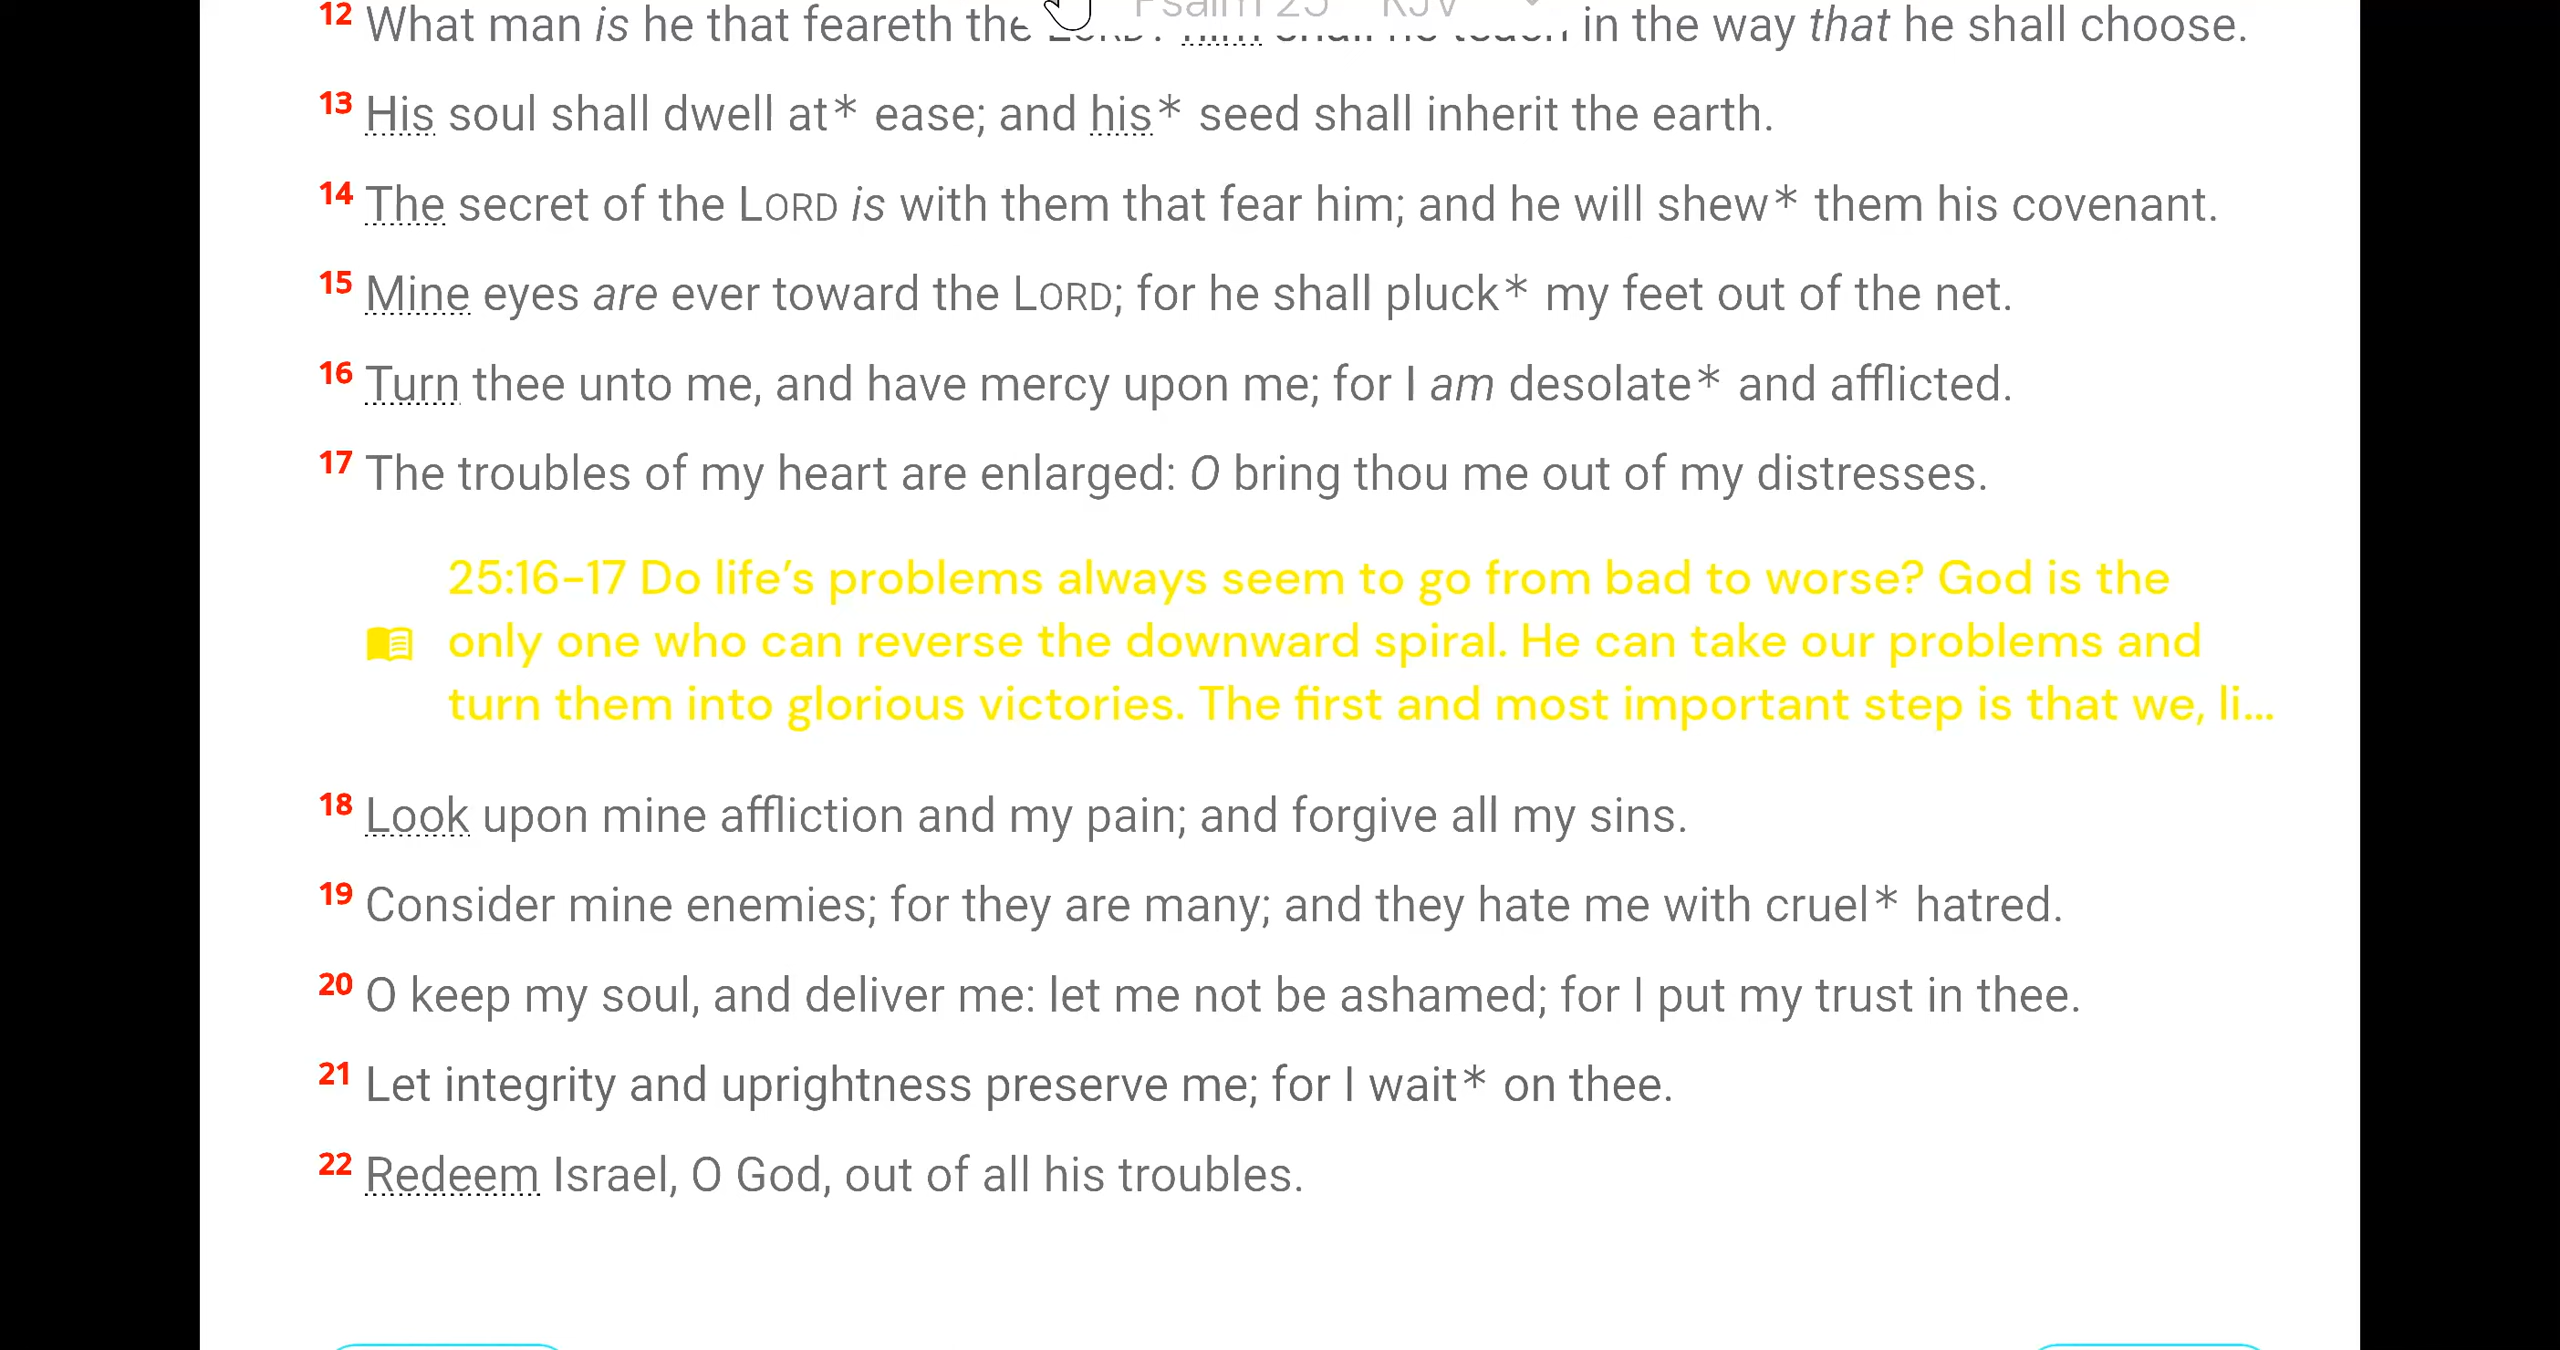 Psalm 25 KJV
12 What man is he that feareth the LORD? him shall he teach in the way that he shall choose.
13 His soul shall dwell at* ease; and his* seed shall inherit the earth.
14 The secret of the LORD is with them that fear him; and he will shew* them his covenant.
15 Mine eyes are ever toward the LORD; for he shall pluck* my feet out of the net.
16 Turn thee unto me, and have mercy upon me; for I am desolate* and afflicted.
17 The troubles of my heart are enlarged: O bring thou me out of my distresses.
25:16–17 Do life’s problems always seem to go from bad to worse? God is the
only one who can reverse the downward spiral. He can take our problems and
turn them into glorious victories. The first and most important step is that we, li...
18 Look upon mine affliction and my pain; and forgive all my sins.
19 Consider mine enemies; for they are many; and they hate me with cruel* hatred.
20 O keep my soul, and deliver me: let me not be ashamed; for I put my trust in thee.
21 Let integrity and uprightness preserve me; for I wait* on thee.
22 Redeem Israel, O God, out of all his troubles.